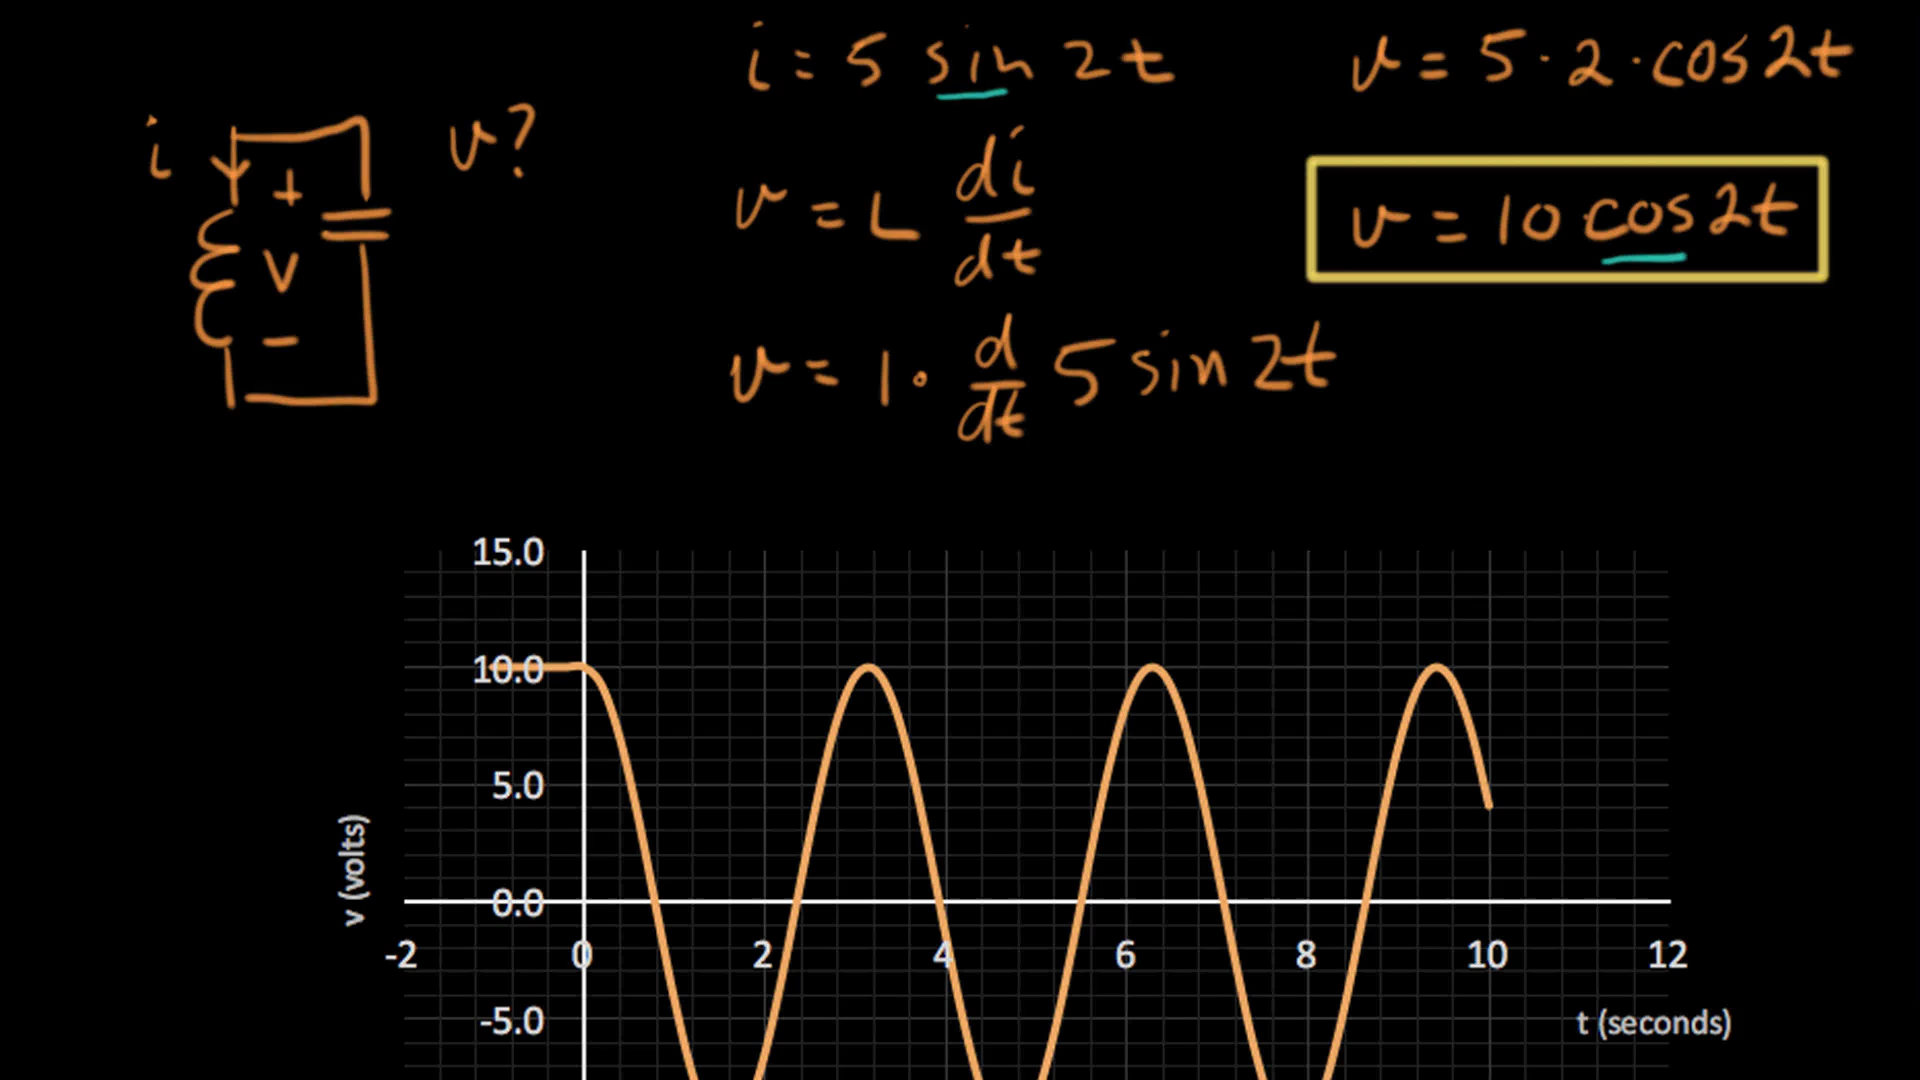 i = 5 sin 2t
v = 5 · 2 · cos 2t
i
+
v
-
v?
v = L di/dt
v = 10 cos 2t
v = 1 · d/dt 5 sin 2t
15.0
10.0
5.0
0.0
-5.0
v (volts)
-2 0 2 4 6 8 10 12
t (seconds)